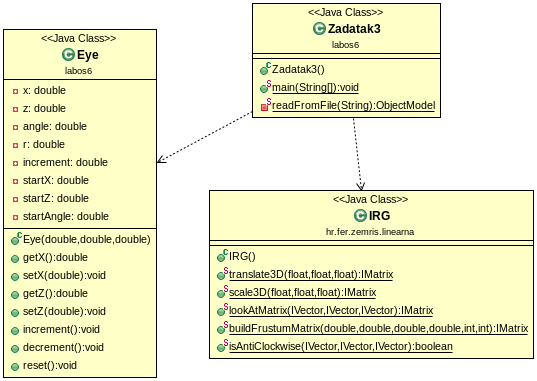 <<Java Class>>
Eye
labos6
x: double
z: double
angle: double
r: double
increment: double
startX: double
startZ: double
startAngle: double
Eye(double,double,double)
getX():double
setX(double):void
getZ():double
setZ(double):void
increment():void
decrement():void
reset():void
<<Java Class>>
Zadatak3
labos6
Zadatak3()
main(String[]):void
readFromFile(String):ObjectModel
<<Java Class>>
IRG
hr.fer.zemris.linearna
IRG()
translate3D(float,float,float):IMatrix
scale3D(float,float,float):IMatrix
lookAtMatrix(IVector,IVector,IVector):IMatrix
buildFrustumMatrix(double,double,double,double,int,int):IMatrix
isAntiClockwise(IVector,IVector,IVector):boolean